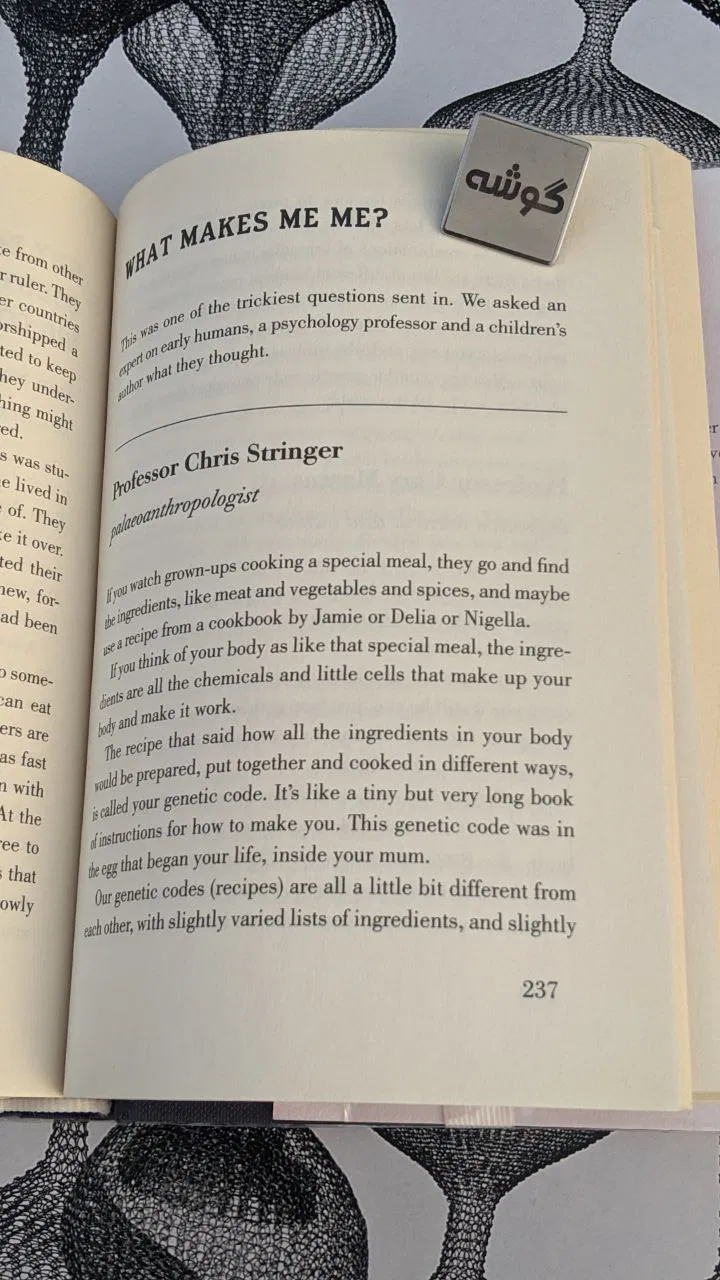 e from other
r ruler. They
er countries
orshipped a
ted to keep
hey under-
hing might
ed.
s was stu-
e lived in
of. They
e it over.
ted their
new, for-
ad been
some-
can eat
ers are
as fast
n with
At the
ree to
that
owly
گوشه
WHAT MAKES ME ME?
This was one of the trickiest questions sent in. We asked an
expert on early humans, a psychology professor and a children's
author what they thought.
Professor Chris Stringer
palaeoanthropologist
If you watch grown-ups cooking a special meal, they go and find
the ingredients, like meat and vegetables and spices, and maybe
use a recipe from a cookbook by Jamie or Delia or Nigella.
If you think of your body as like that special meal, the ingre-
dients are all the chemicals and little cells that make up your
body and make it work.
The recipe that said how all the ingredients in your body
would be prepared, put together and cooked in different ways,
is called your genetic code. It's like a tiny but very long book
of instructions for how to make you. This genetic code was in
the egg that began your life, inside your mum.
Our genetic codes (recipes) are all a little bit different from
each other, with slightly varied lists of ingredients, and slightly
237